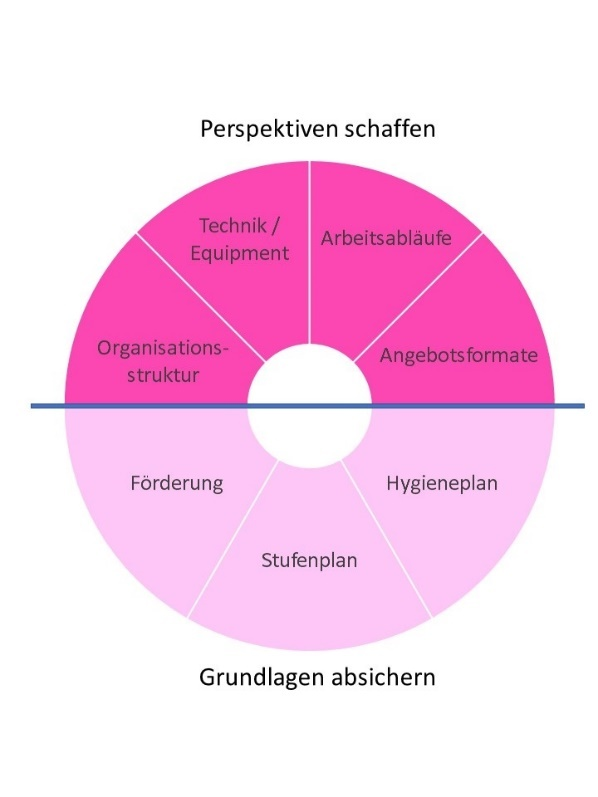 Perspektiven schaffen
Technik /
Equipment
Arbeitsabläufe
Organisations-
struktur
Angebotsformate
Förderung
Hygieneplan
Stufenplan
Grundlagen absichern